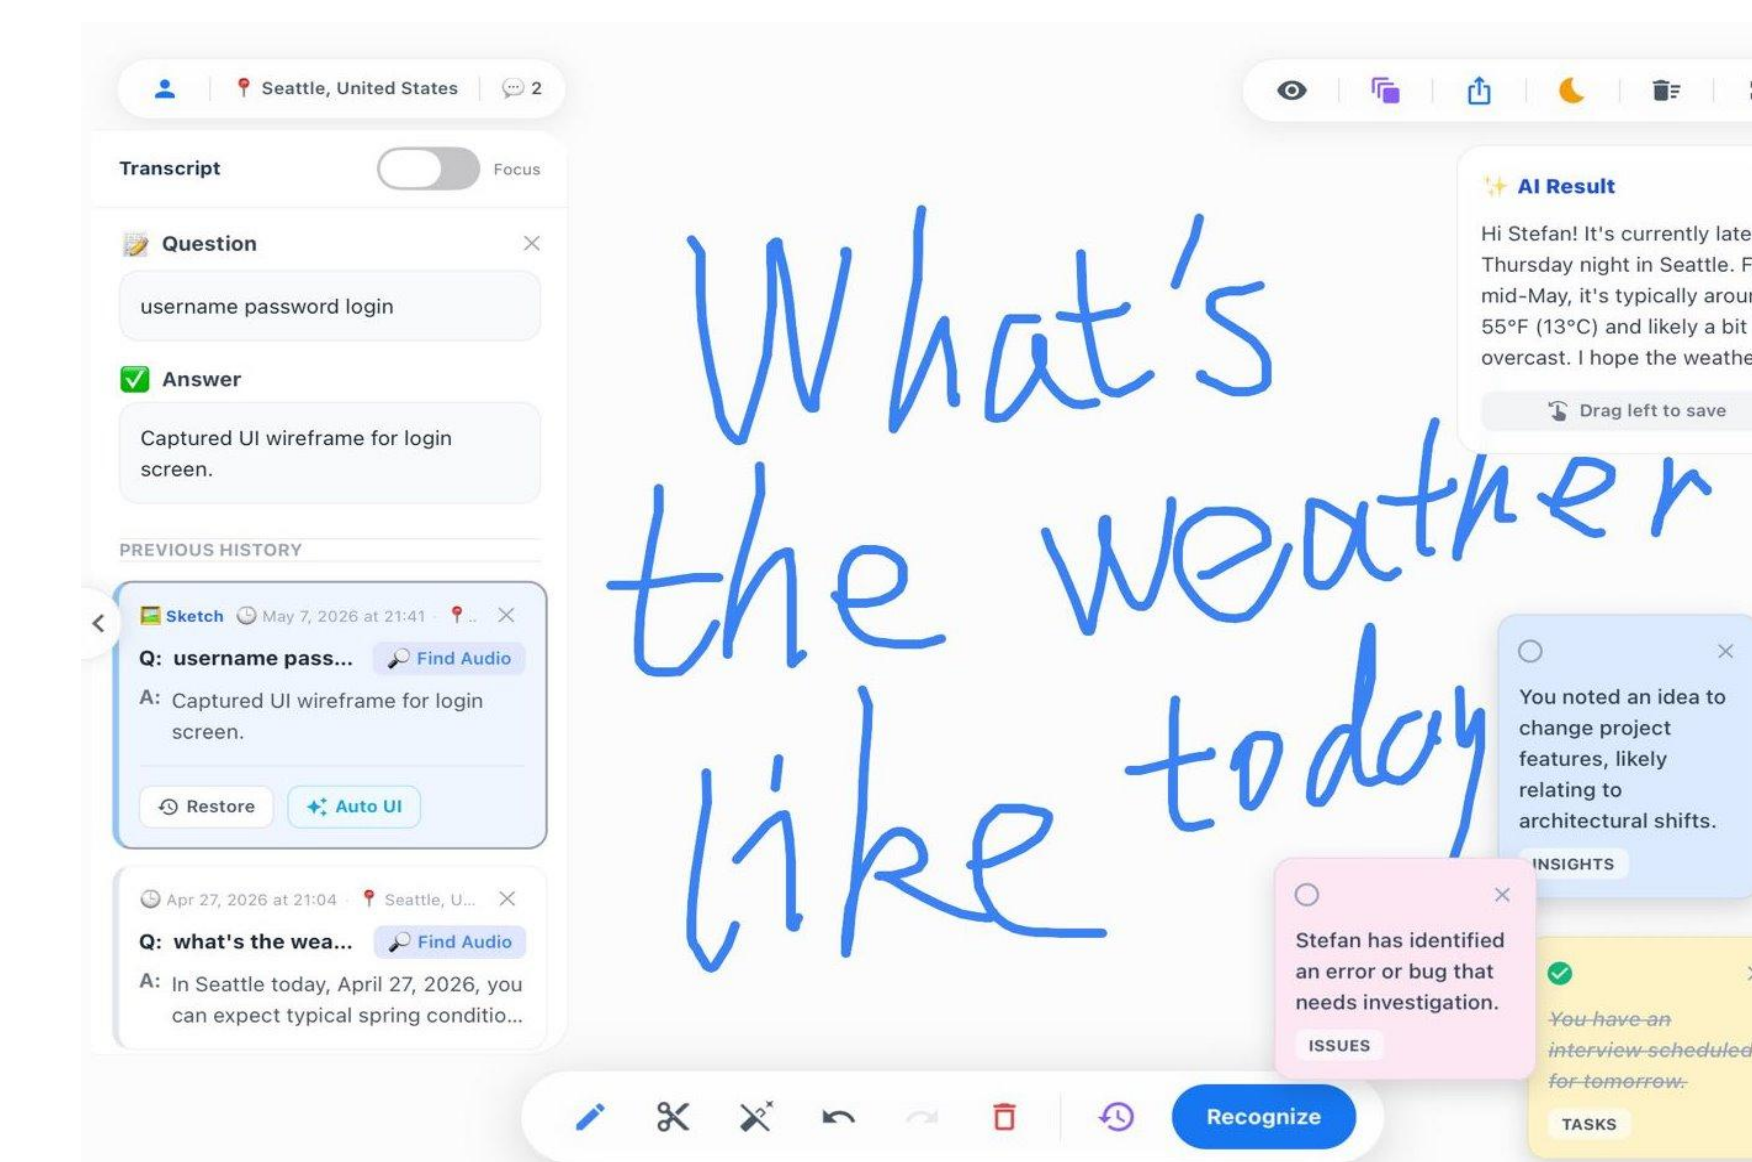 Seattle, United States
2
Transcript
Focus
Question
username password login
Answer
Captured UI wireframe for login
screen.
PREVIOUS HISTORY
Sketch May 7, 2026 at 21:41 · ..
Q: username pass... Find Audio
A: Captured UI wireframe for login
screen.
Restore
Auto UI
Apr 27, 2026 at 21:04 · Seattle, U...
Q: what's the wea... Find Audio
A: In Seattle today, April 27, 2026, you
can expect typical spring conditio...
What's
the weather
like today
AI Result
Hi Stefan! It's currently late
Thursday night in Seattle.
mid-May, it's typically
55°F (13°C) and likely a bit
overcast. I hope the
Drag left to save
You noted an idea to
change project
features, likely
relating to
architectural shifts.
INSIGHTS
Stefan has identified
an error or bug that
needs investigation.
ISSUES
You have an
interview scheduled
for tomorrow.
TASKS
Recognize